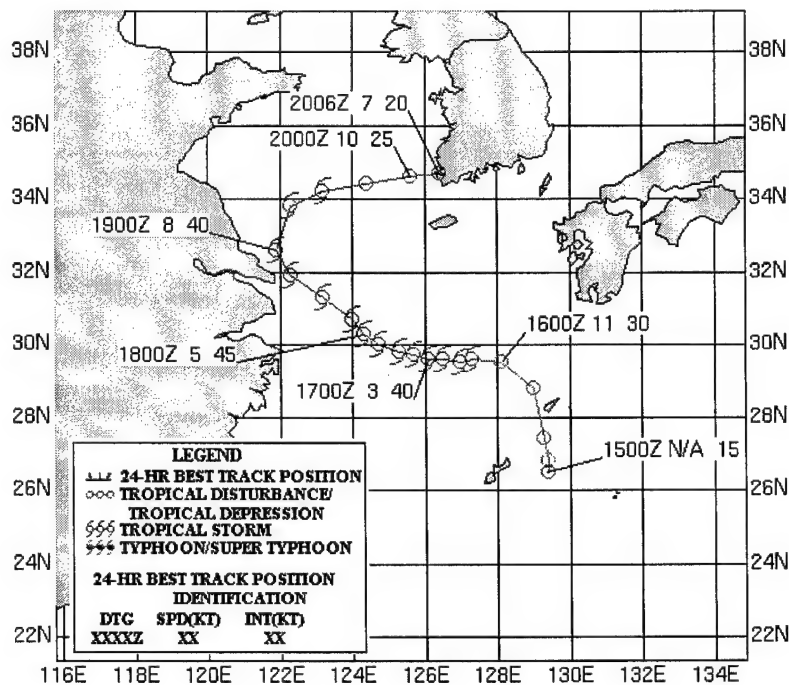 38N
38N
2006Z 7 20
36N
36N
2000Z 10 25
34N
34N
1900Z 8 40
32N
32N
1600Z 11 30
30N
30N
1800Z 5 45
1700Z 3 40
28N
28N
LEGEND
24-HR BEST TRACK POSITION
1500Z N/A 15
26N
26N
TROPICAL DISTURBANCE/
TROPICAL DEPRESSION
TROPICAL STORM
TYPHOON/SUPER TYPHOON
24N
24N
24-HR BEST TRACK POSITION
IDENTIFICATION
DTG SPD(KT) INT(KT)
XXXXZ XX XX
22N
22N
116E 118E 120E 122E 124E 126E 128E 130E 132E 134E